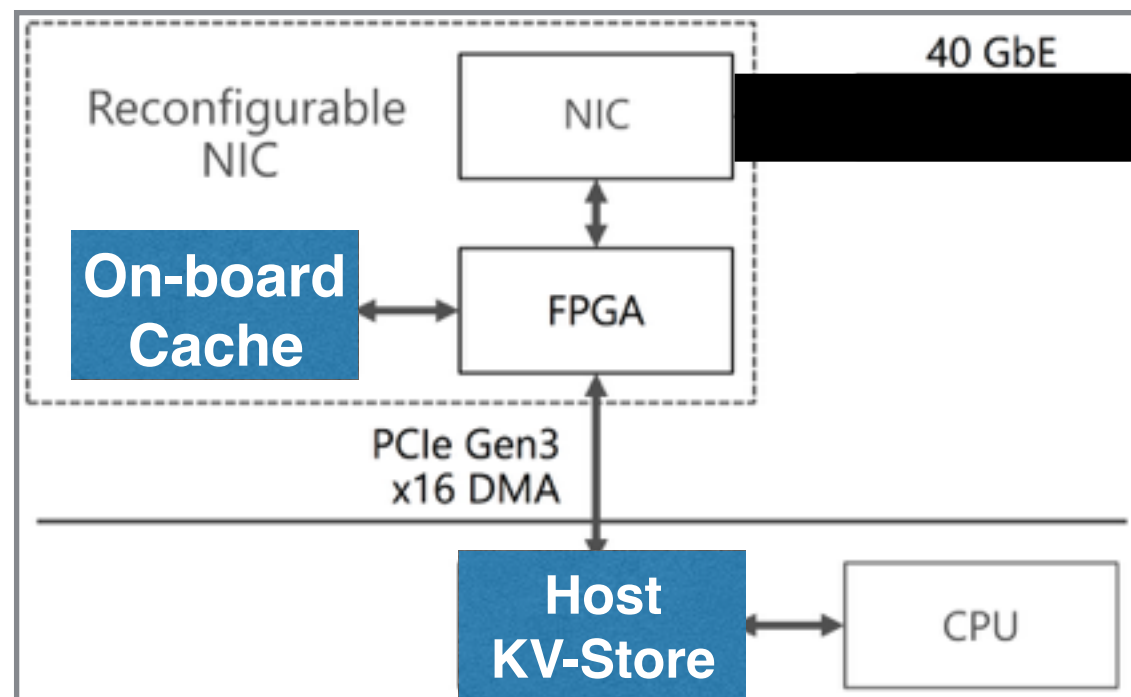 40 GbE
Reconfigurable
NIC
NIC
On-board
Cache
FPGA
PCIe Gen3
x16 DMA
Host
KV-Store
CPU